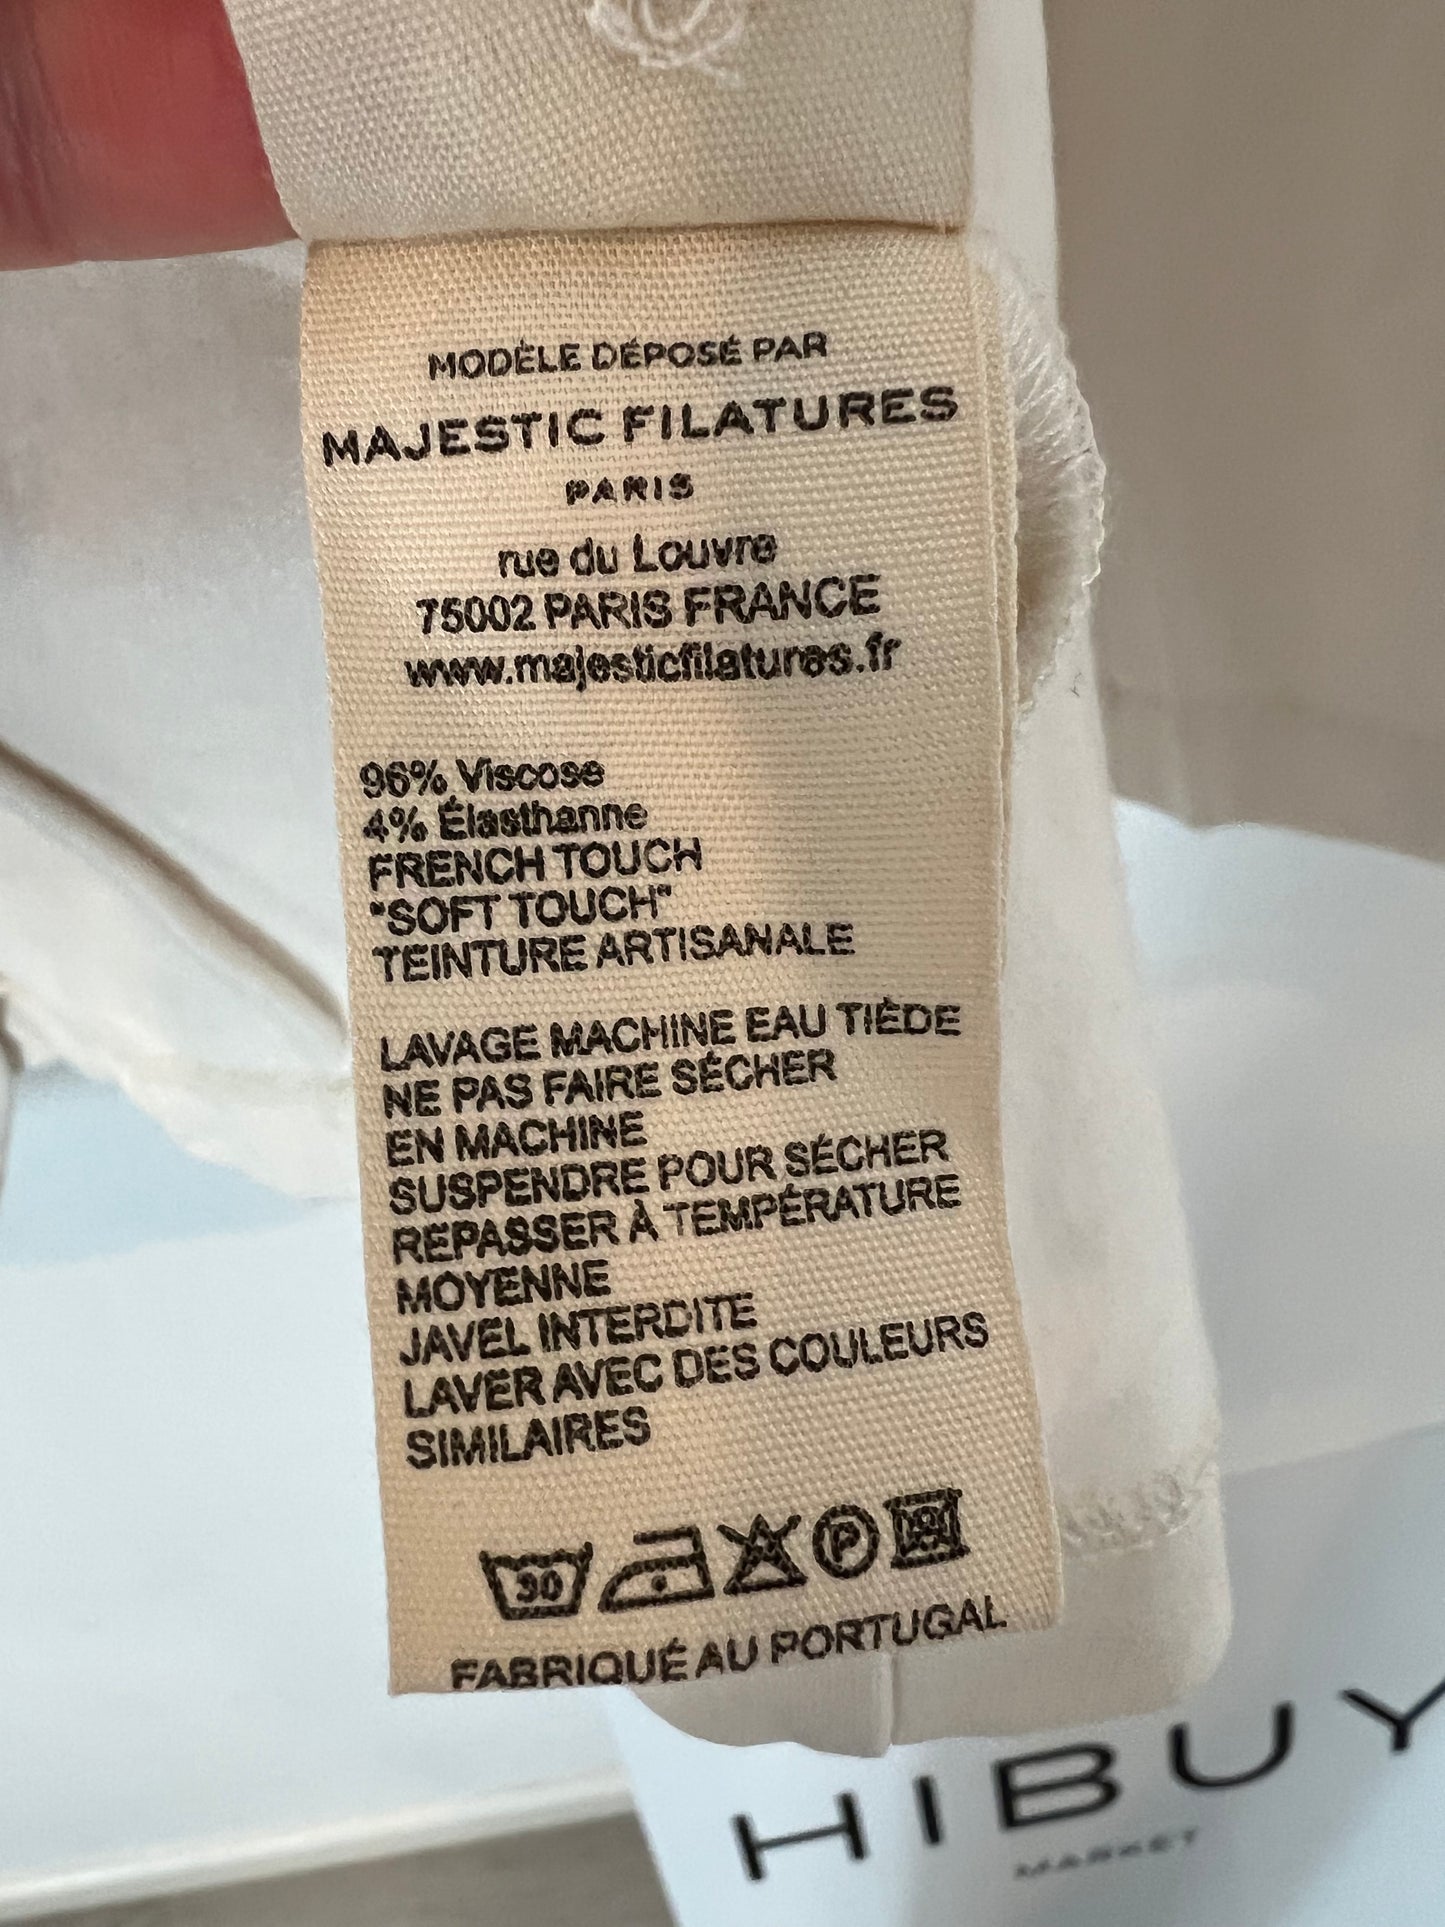 MODÈLE DÉPOSÉ PAR
MAJESTIC FILATURES
PARIS
rue du Louvre
75002 PARIS FRANCE
www.majesticfilatures.fr
96% Viscose
4% Élasthanne
FRENCH TOUCH
"SOFT TOUCH"
TEINTURE ARTISANALE
LAVAGE MACHINE EAU TIÈDE
NE PAS FAIRE SÉCHER
EN MACHINE
SUSPENDRE POUR SÉCHER
REPASSER À TEMPÉRATURE
MOYENNE
JAVEL INTERDITE
LAVER AVEC DES COULEURS
SIMILAIRES
30 P
FABRIQUÉ AU PORTUGAL
HIBUY
MARKET